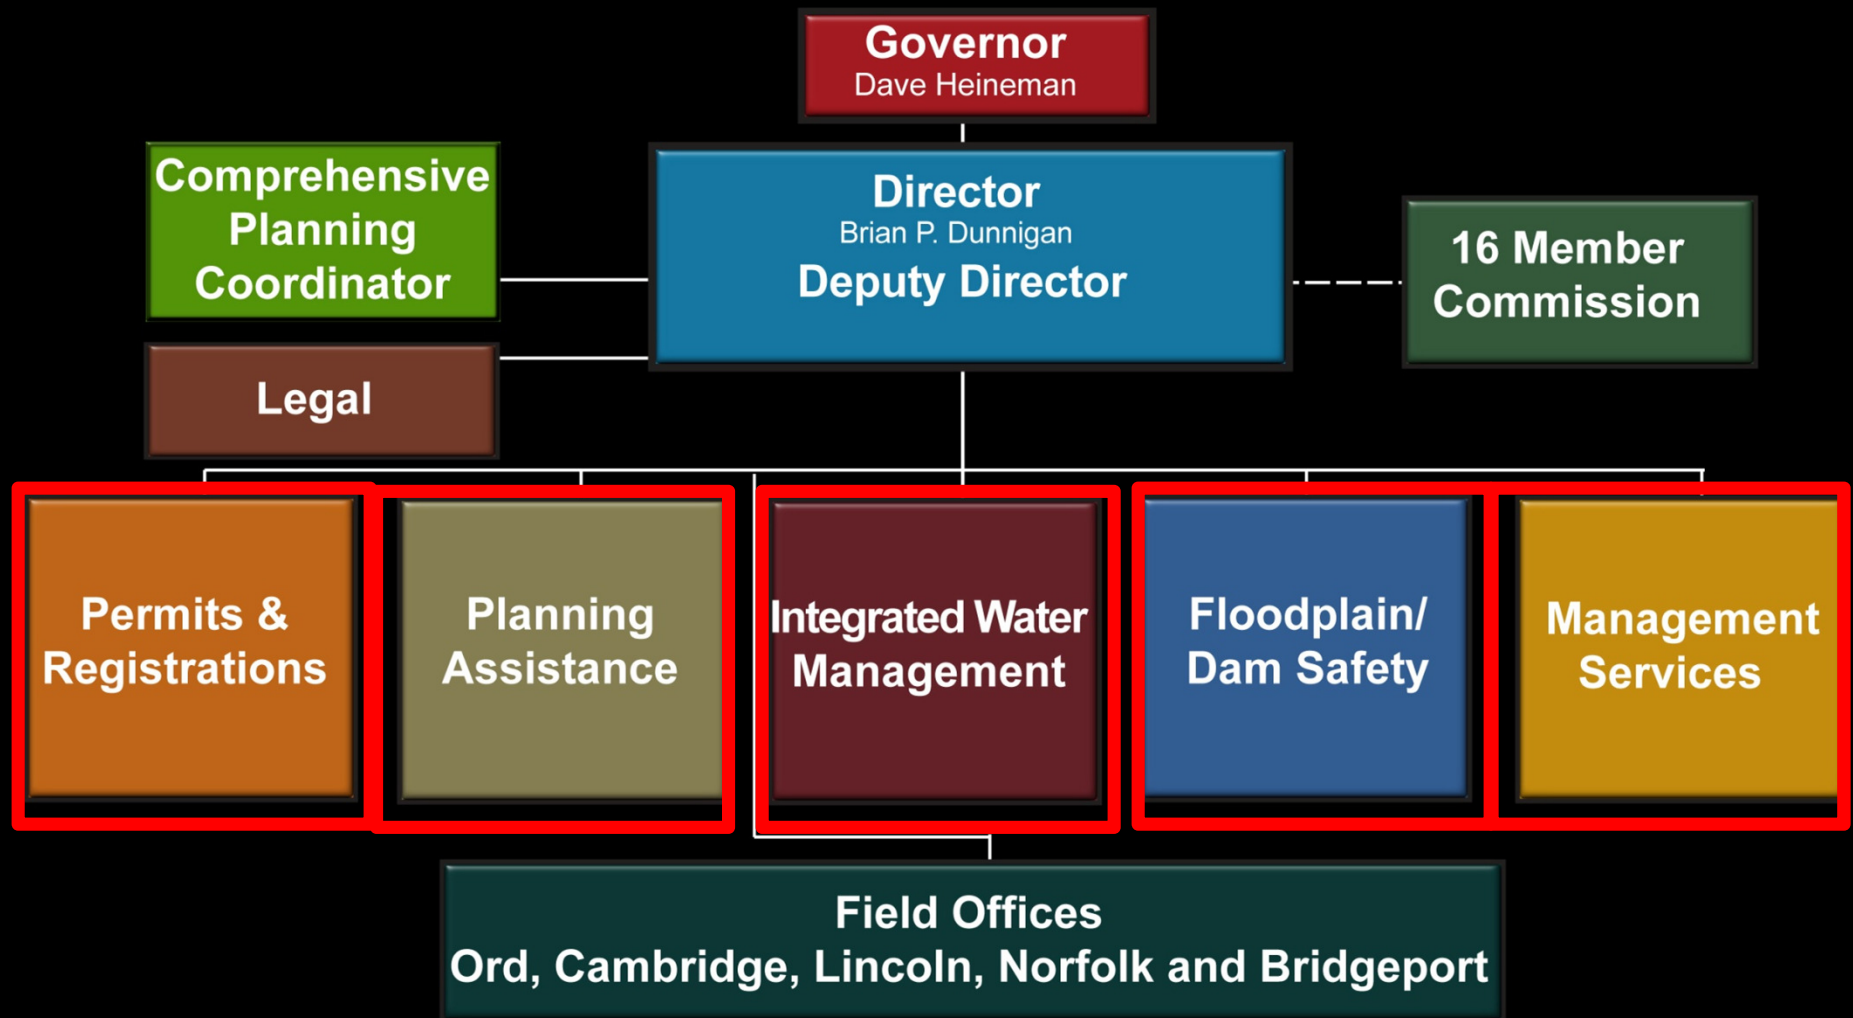 Governor
Dave Heineman
Comprehensive
Planning
Coordinator
Director
Brian P. Dunnigan
Deputy Director
16 Member
Commission
Legal
Permits &
Registrations
Planning
Assistance
Integrated Water
Management
Floodplain/
Dam Safety
Management
Services
Field Offices
Ord, Cambridge, Lincoln, Norfolk and Bridgeport